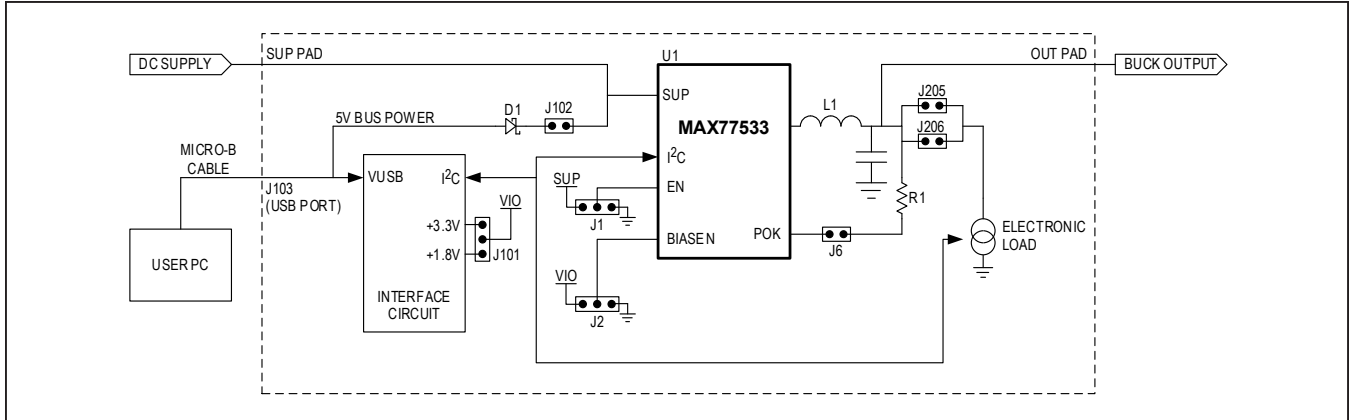 DC SUPPLY
SUP PAD
U1
OUT PAD
BUCK OUTPUT
SUP
MAX77533
L1
J205
J206
5V BUS POWER
D1
J102
MICRO-B
CABLE
J103
(USB PORT)
VUSB
I²C
I²C
EN
SUP
J1
VIO
+3.3V
+1.8V
J101
BIASEN
POK
J6
R1
ELECTRONIC
LOAD
USER PC
INTERFACE
CIRCUIT
VIO
J2